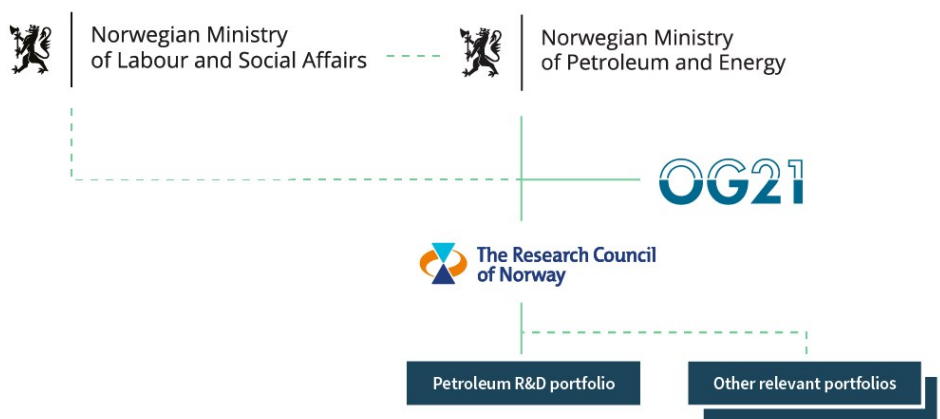 Norwegian Ministry
of Labour and Social Affairs
Norwegian Ministry
of Petroleum and Energy
OG21
The Research Council
of Norway
Petroleum R&D portfolio
Other relevant portfolios